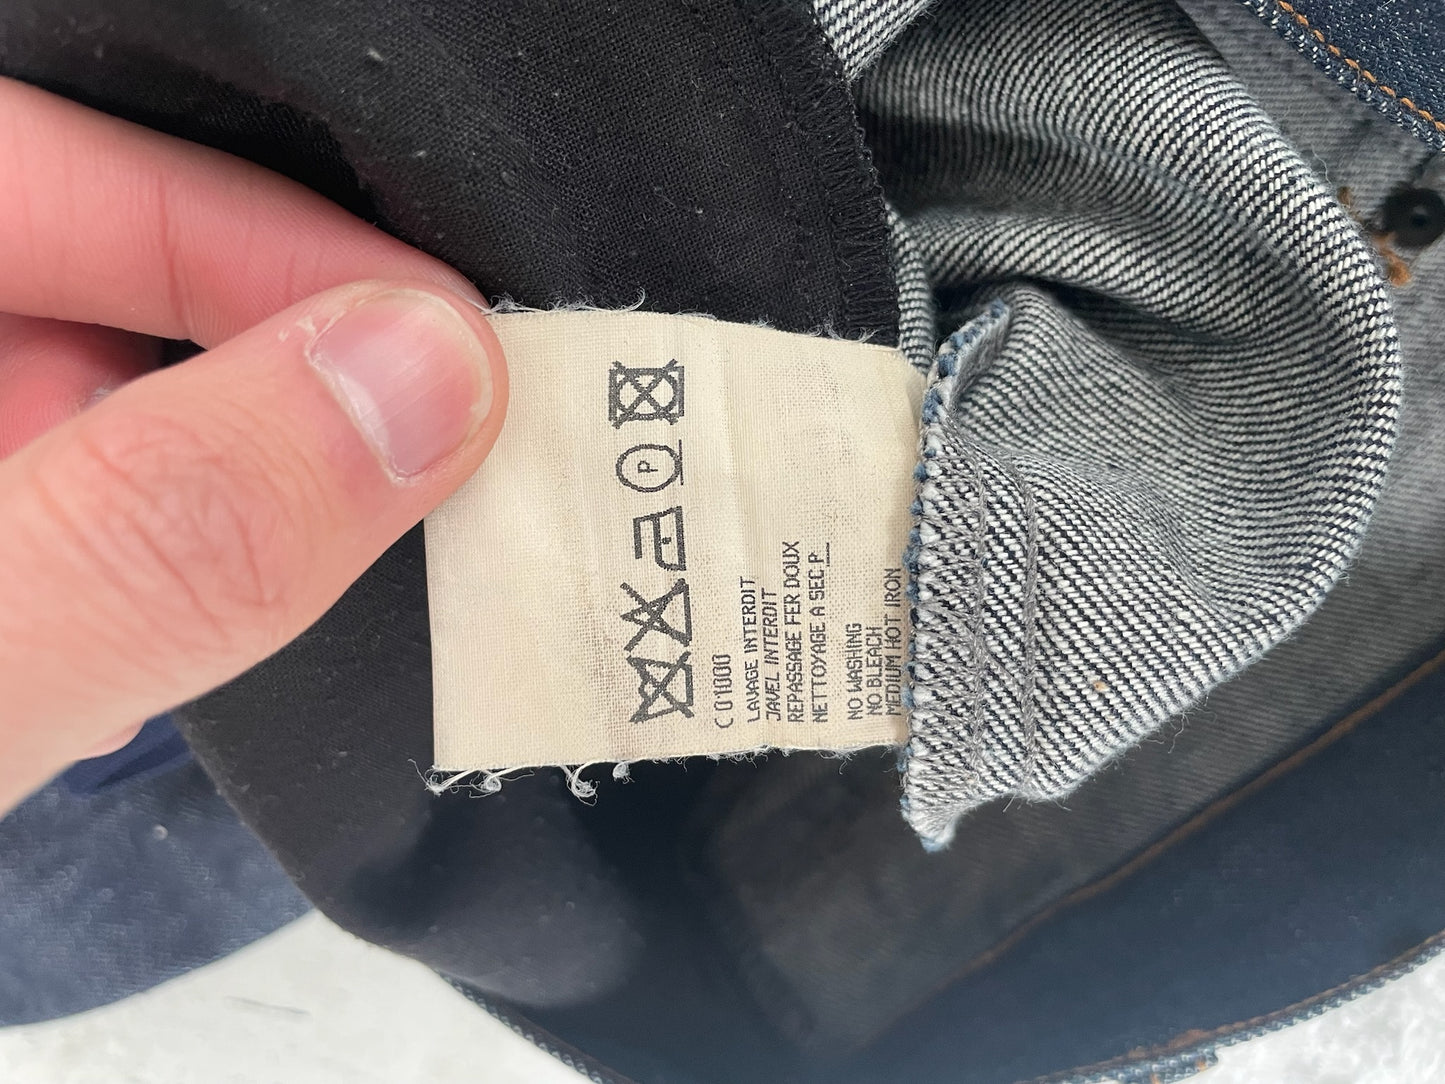 P
C 01000
LAVAGE INTERDIT
JAVEL INTERDIT
REPASSAGE FER DOUX
NETTOYAGE A SEC P
NO WASHING
NO BLEACH
MEDIUM HOT IRON